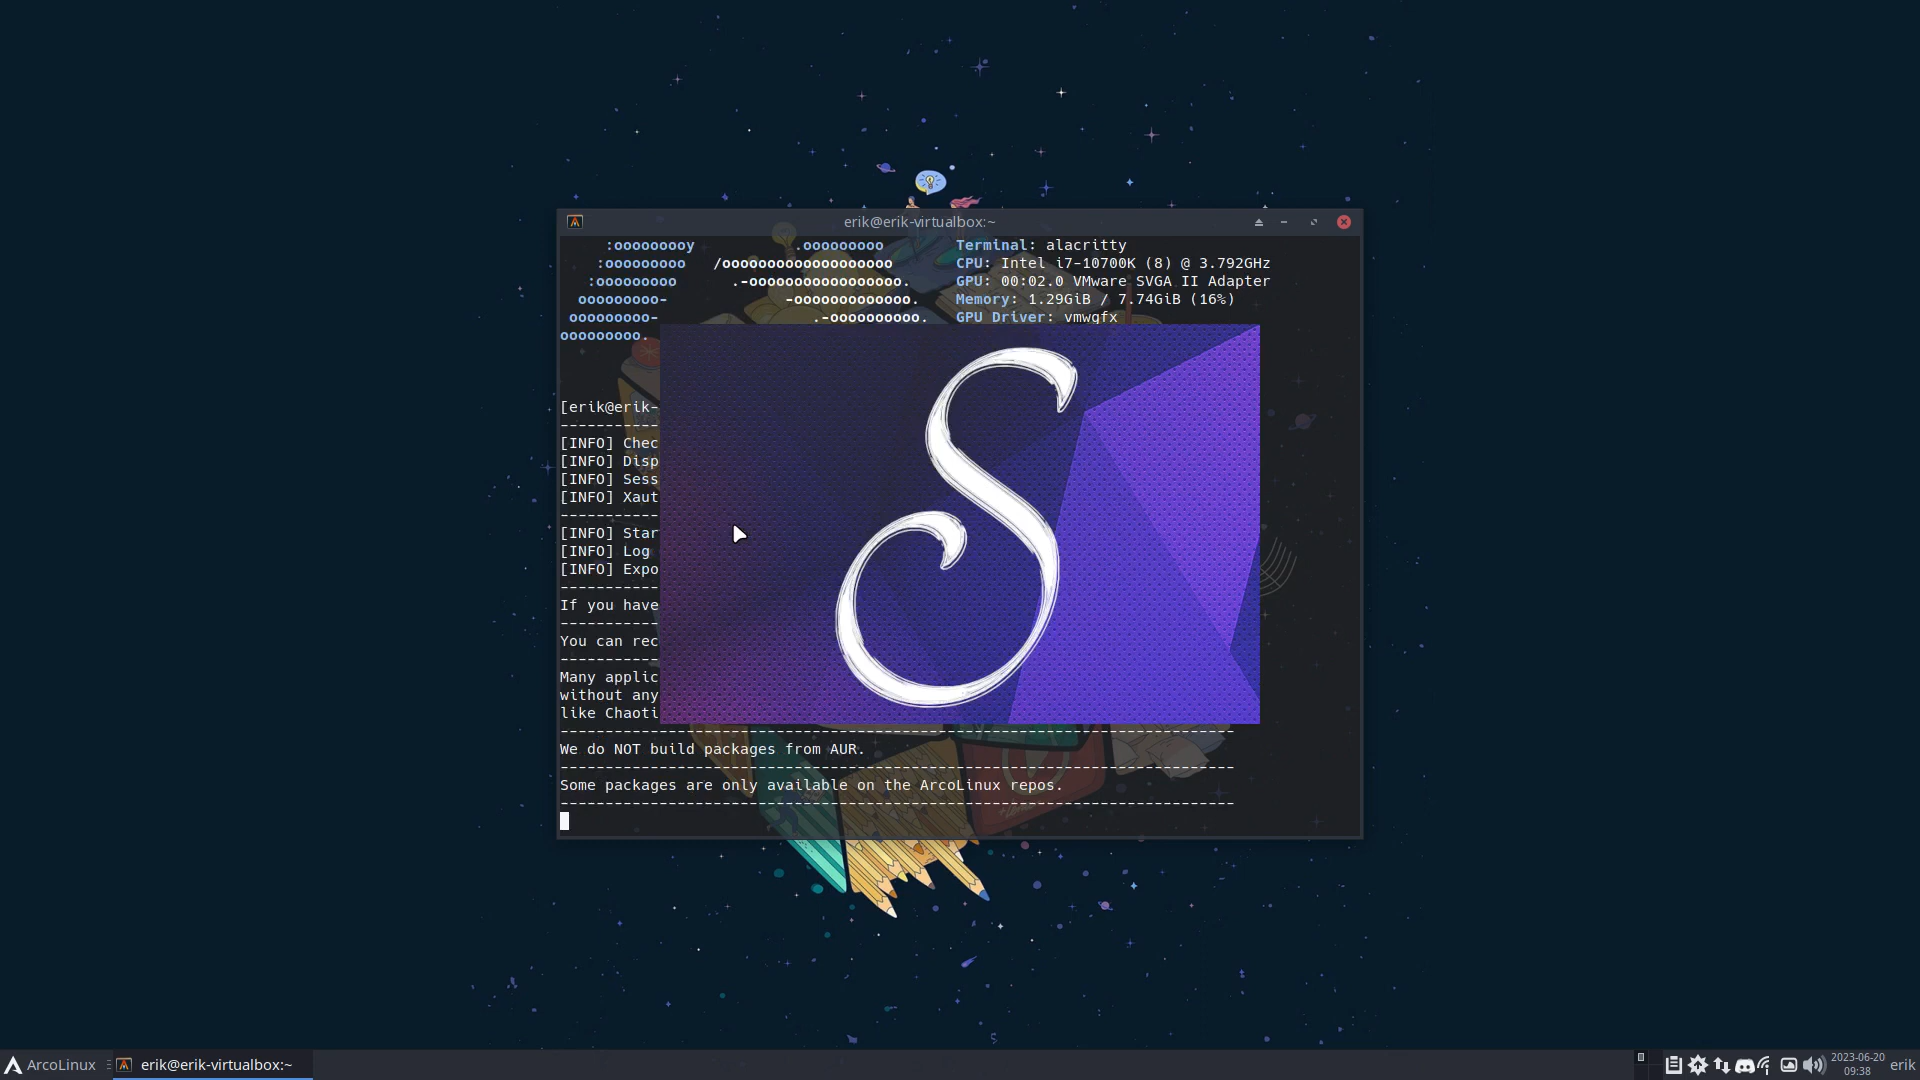 erik@erik-virtualbox:~
:ooooooooy .ooooooooo Terminal: alacritty
:ooooooooo /ooooooooooooooooooo CPU: Intel i7-10700K (8) @ 3.792GHz
:ooooooooo .-ooooooooooooooooo. GPU: 00:02.0 VMware SVGA II Adapter
ooooooooo- -ooooooooooooo. Memory: 1.29GiB / 7.74GiB (16%)
ooooooooo- .-oooooooooo. GPU Driver: vmwgfx
ooooooooo.
S
[erik@erik-
-----------
[INFO] Chec
[INFO] Disp
[INFO] Sess
[INFO] Xaut
-----------
[INFO] Star
[INFO] Log
[INFO] Expo
-----------
If you have
-----------
You can rec
-----------
Many applic
without any
like Chaoti
---------------------------------------------------------------------------
We do NOT build packages from AUR.
---------------------------------------------------------------------------
Some packages are only available on the ArcoLinux repos.
---------------------------------------------------------------------------
ArcoLinux
erik@erik-virtualbox:~
2023-06-20
09:38
erik